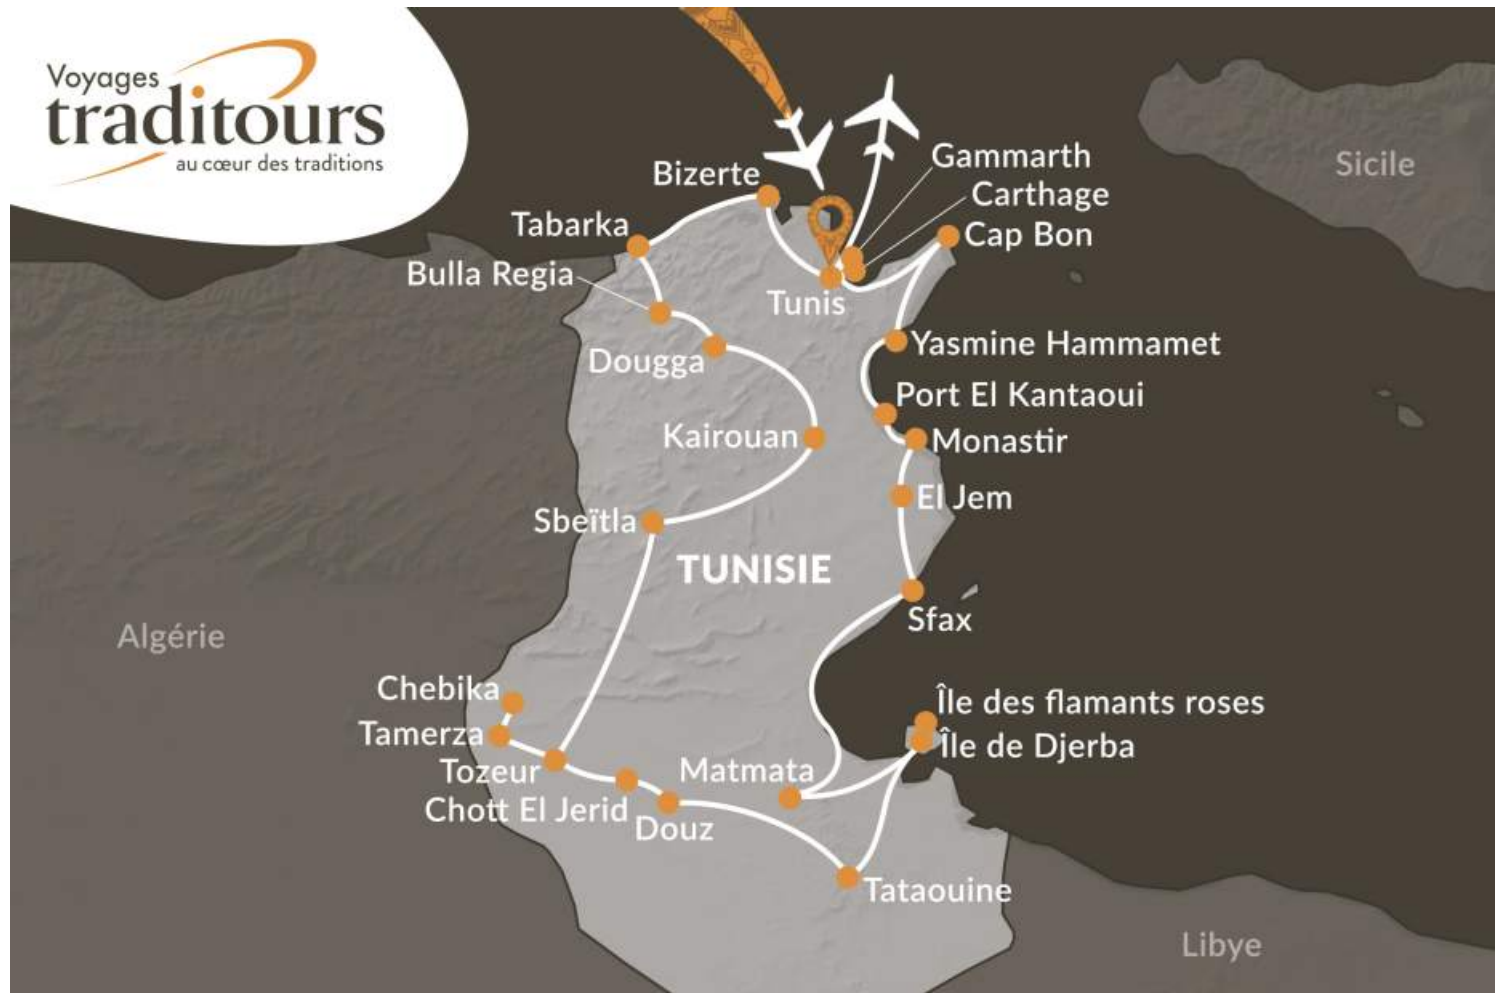 Voyages
traditours
au cœur des traditions
Gammarth
Sicile
Bizerte
Carthage
Tabarka
Cap Bon
Bulla Regia
Tunis
Yasmine Hammamet
Dougga
Port El Kantaoui
Kairouan
Monastir
El Jem
Sbeïtla
TUNISIE
Sfax
Algérie
Chebika
Île des flamants roses
Tamerza
Île de Djerba
Tozeur
Matmata
Chott El Jerid
Douz
Tataouine
Libye